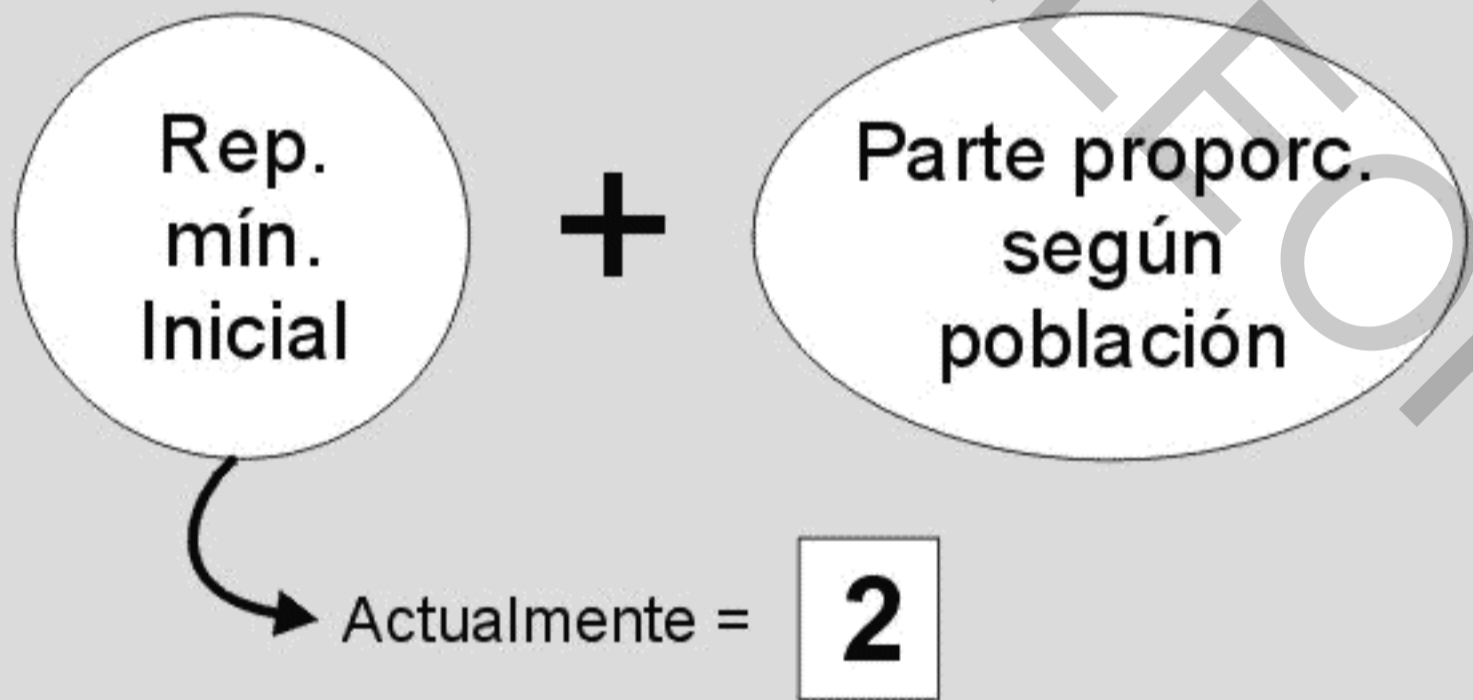 Rep.
mín.
Inicial
+
Parte proporc.
según
población
Actualmente =
2